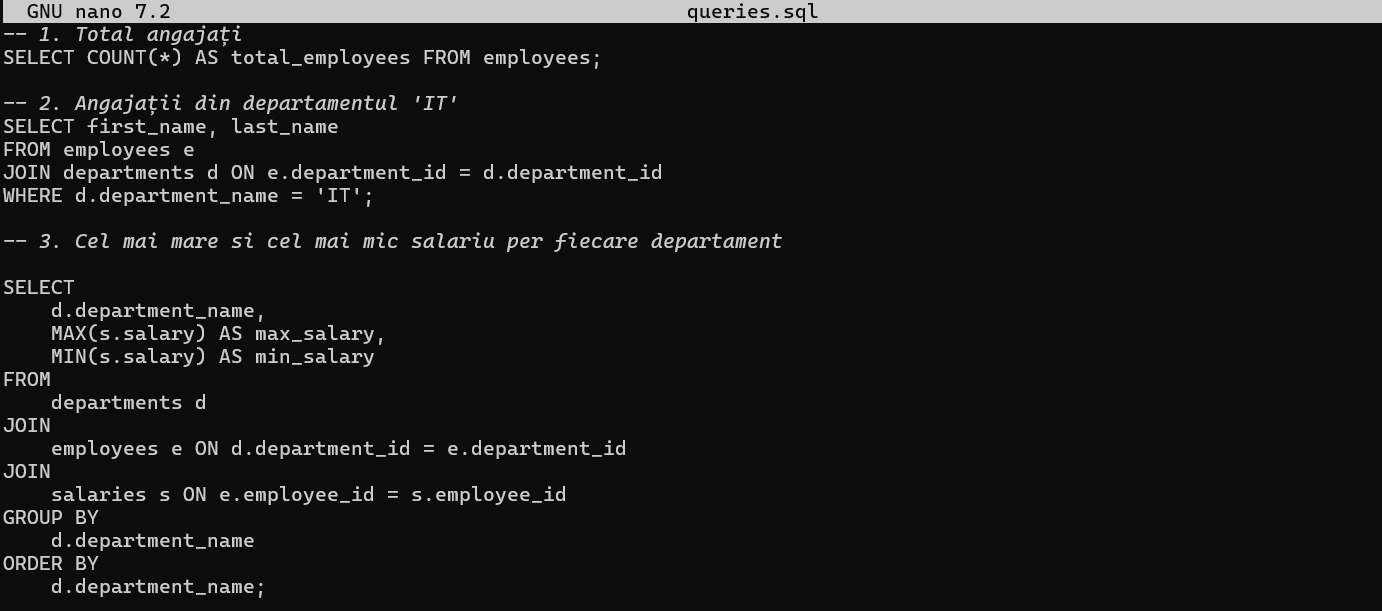 GNU nano 7.2 queries.sql
-- 1. Total angajați
SELECT COUNT(*) AS total_employees FROM employees;
-- 2. Angajații din departamentul 'IT'
SELECT first_name, last_name
FROM employees e
JOIN departments d ON e.department_id = d.department_id
WHERE d.department_name = 'IT';
-- 3. Cel mai mare si cel mai mic salariu per fiecare departament
SELECT
    d.department_name,
    MAX(s.salary) AS max_salary,
    MIN(s.salary) AS min_salary
FROM
    departments d
JOIN
    employees e ON d.department_id = e.department_id
JOIN
    salaries s ON e.employee_id = s.employee_id
GROUP BY
    d.department_name
ORDER BY
    d.department_name;